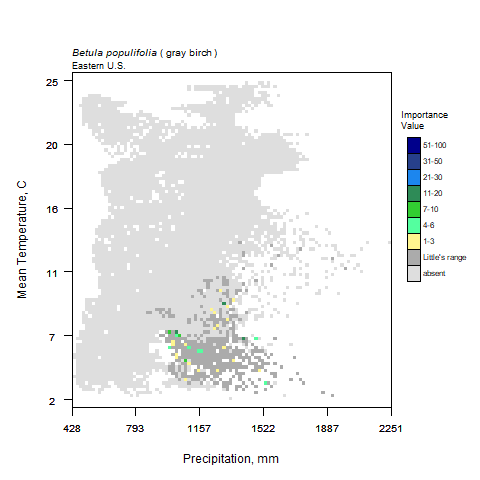 Betula populifolia ( gray birch )
Eastern U.S.
Importance
Value
51-100
31-50
21-30
11-20
7-10
4-6
1-3
Little's range
absent
Mean Temperature, C
25
20
16
11
7
2
428 793 1157 1522 1887 2251
Precipitation, mm